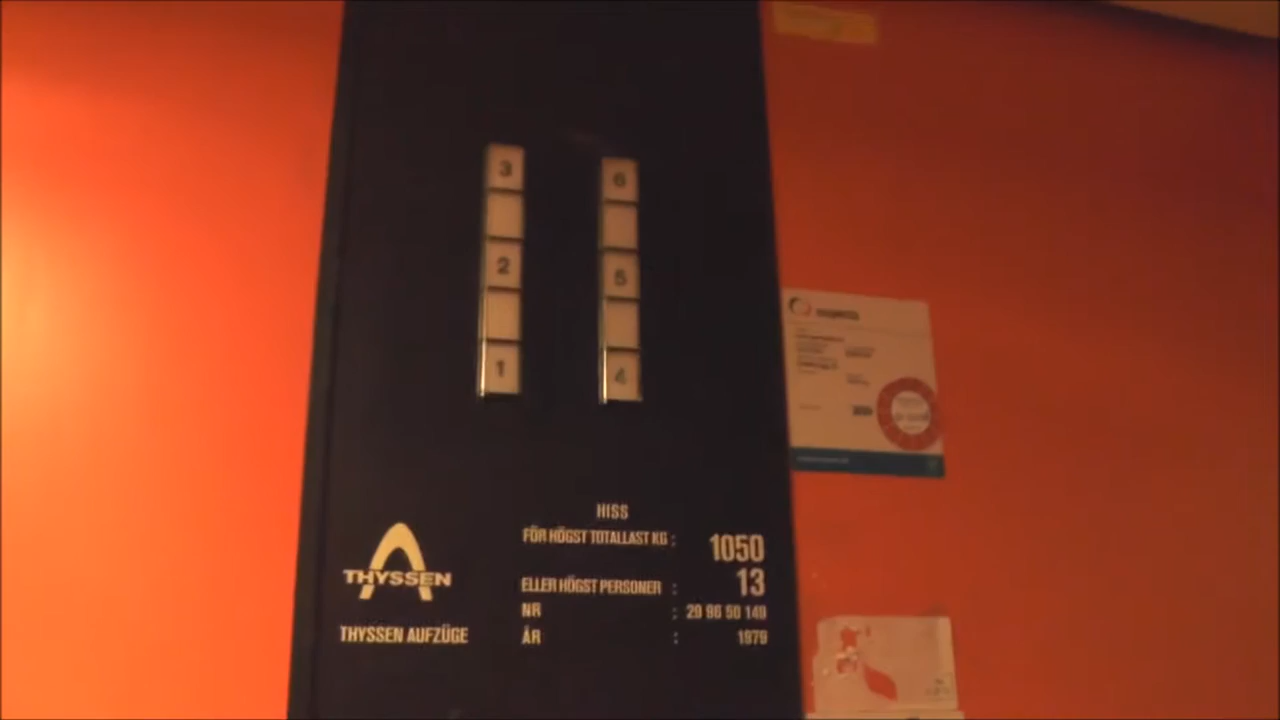 3 6
2 5
1 4
HISS
FÖR HÖGST TOTALLAST KG : 1050
ELLER HÖGST PERSONER : 13
NR : 29 96 50 149
ÅR : 1979
THYSSEN
THYSSEN AUFZÜGE